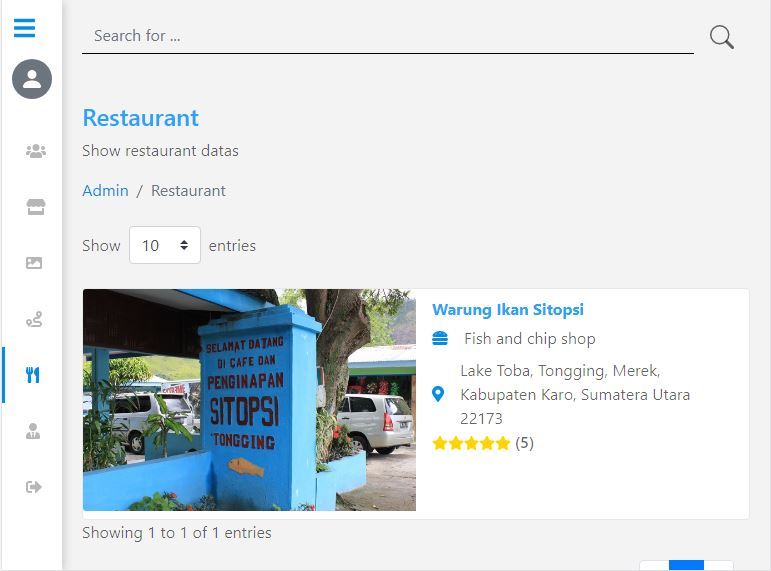 Search for ...
Restaurant
Show restaurant datas
Admin / Restaurant
Show 10 entries
SELAMAT DATANG
DI CAFE DAN
PENGINAPAN
SITOPSI
TONGGING
Warung Ikan Sitopsi
Fish and chip shop
Lake Toba, Tongging, Merek,
Kabupaten Karo, Sumatera Utara
22173
(5)
Showing 1 to 1 of 1 entries